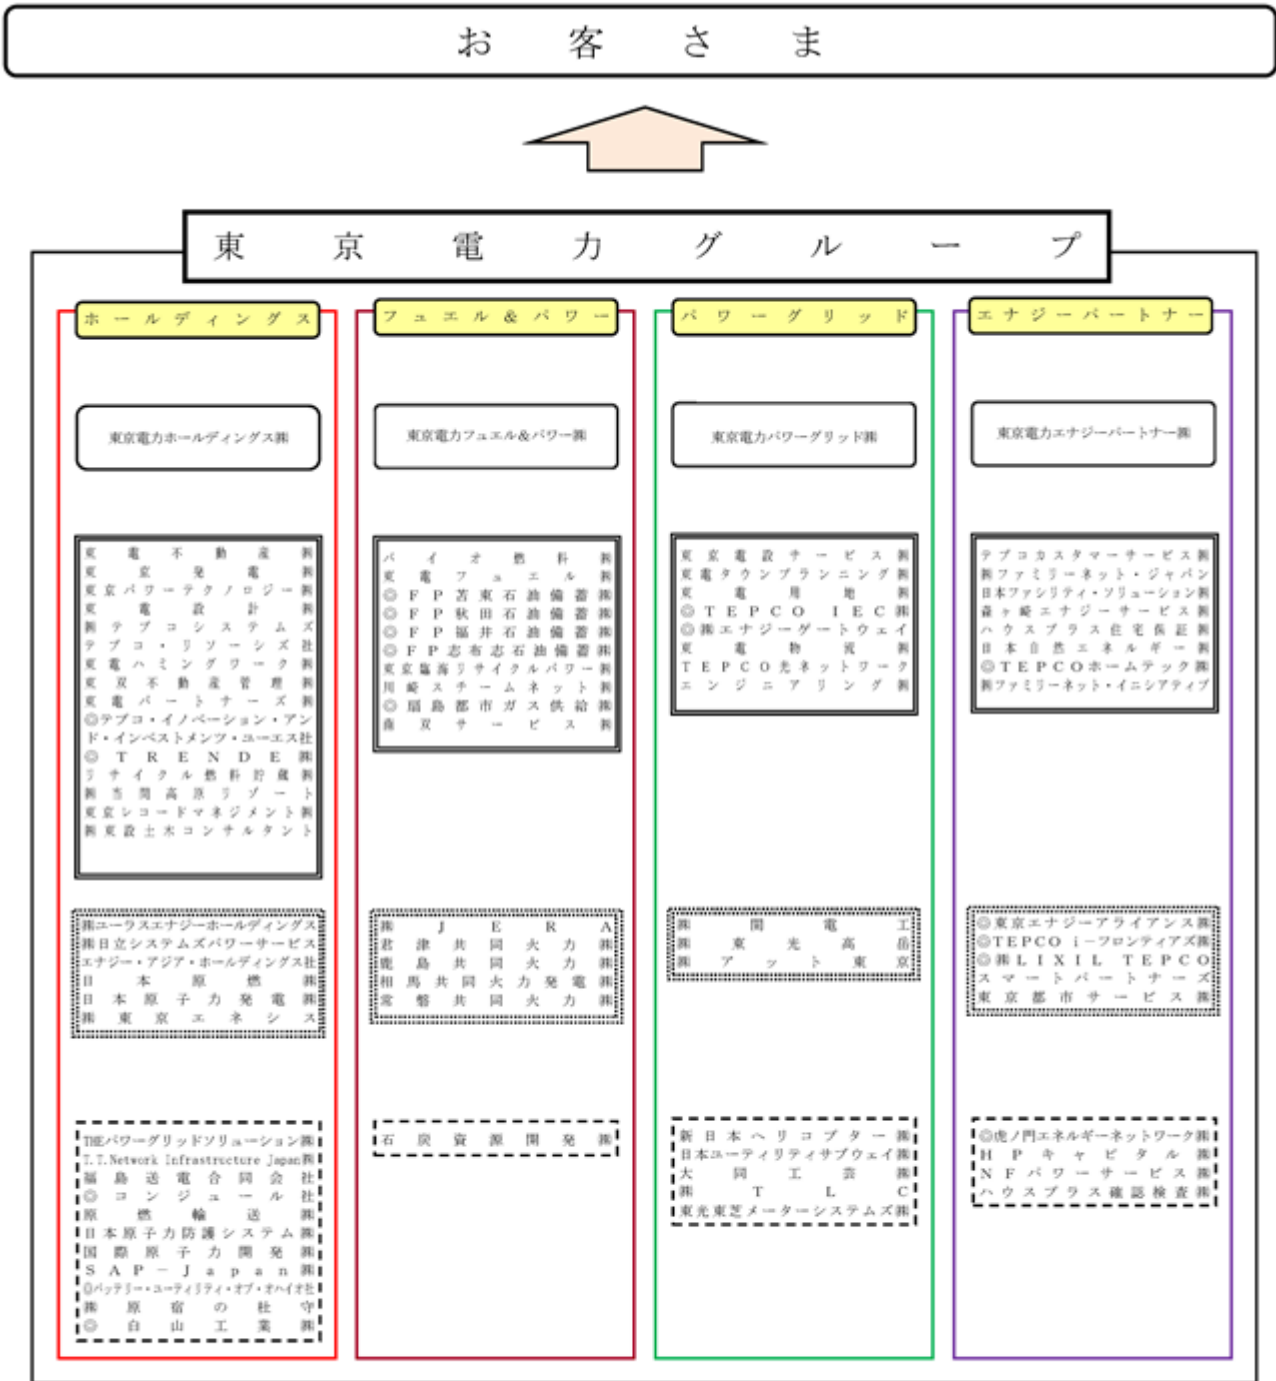 お客さま
東京電力グループ
ホールディングス
東京電力ホールディングス㈱
東電不動産㈱
東京発電㈱
東京パワーテクノロジー㈱
東電設計㈱
㈱テプコシステムズ
テプコ・リソーシズ社
東電ハミングワーク㈱
東双不動産管理㈱
東電パートナーズ㈱
◎テプコ・イノベーション・アン
ド・インベストメンツ・ユーエス社
◎TRENDE㈱
リサイクル燃料貯蔵㈱
㈱当間高原リゾート
東京レコードマネジメント㈱
㈱東設土木コンサルタント
㈱ユーラスエナジーホールディングス
㈱日立システムズパワーサービス
エナジー・アジア・ホールディングス社
日本原燃㈱
日本原子力発電㈱
㈱東京エネシス
THEパワーグリッドソリューション㈱
T.T.Network Infrastructure Japan㈱
福島送電合同会社
◎コンジュール社
原燃輸送㈱
日本原子力防護システム㈱
国際原子力開発㈱
SAP－Japan㈱
◎バッテリー・ユーティリティ・オブ・オハイオ社
㈱原宿の杜守
◎白山工業㈱
フュエル＆パワー
東京電力フュエル&パワー㈱
バイオ燃料㈱
東電フュエル㈱
◎FP苫東石油備蓄㈱
◎FP秋田石油備蓄㈱
◎FP福井石油備蓄㈱
◎FP志布志石油備蓄㈱
東京臨海リサイクルパワー㈱
川崎スチームネット㈱
◎扇島都市ガス供給㈱
南双サービス㈱
㈱JERA
君津共同火力㈱
鹿島共同火力㈱
相馬共同火力発電㈱
常磐共同火力㈱
石炭資源開発㈱
パワーグリッド
東京電力パワーグリッド㈱
東京電設サービス㈱
東電タウンプランニング㈱
東電用地㈱
◎TEPCO IEC㈱
◎㈱エナジーゲートウェイ
東電物流㈱
TEPCO光ネットワーク
エンジニアリング㈱
㈱関電工
㈱東光高岳
㈱アット東京
新日本ヘリコプター㈱
日本ユーティリティサブウェイ㈱
大同工芸㈱
㈱TLC
東光東芝メーターシステムズ㈱
エナジーパートナー
東京電力エナジーパートナー㈱
テプコカスタマーサービス㈱
㈱ファミリーネット・ジャパン
日本ファシリティ・ソリューション㈱
森ヶ崎エナジーサービス㈱
ハウスプラス住宅保証㈱
日本自然エネルギー㈱
◎TEPCOホームテック㈱
㈱ファミリーネット・イニシアティブ
◎東京エナジーアライアンス㈱
◎TEPCO i－フロンティアズ㈱
◎㈱LIXIL TEPCO
スマートパートナーズ
東京都市サービス㈱
◎虎ノ門エネルギーネットワーク㈱
HPキャピタル㈱
NFパワーサービス㈱
ハウスプラス確認検査㈱